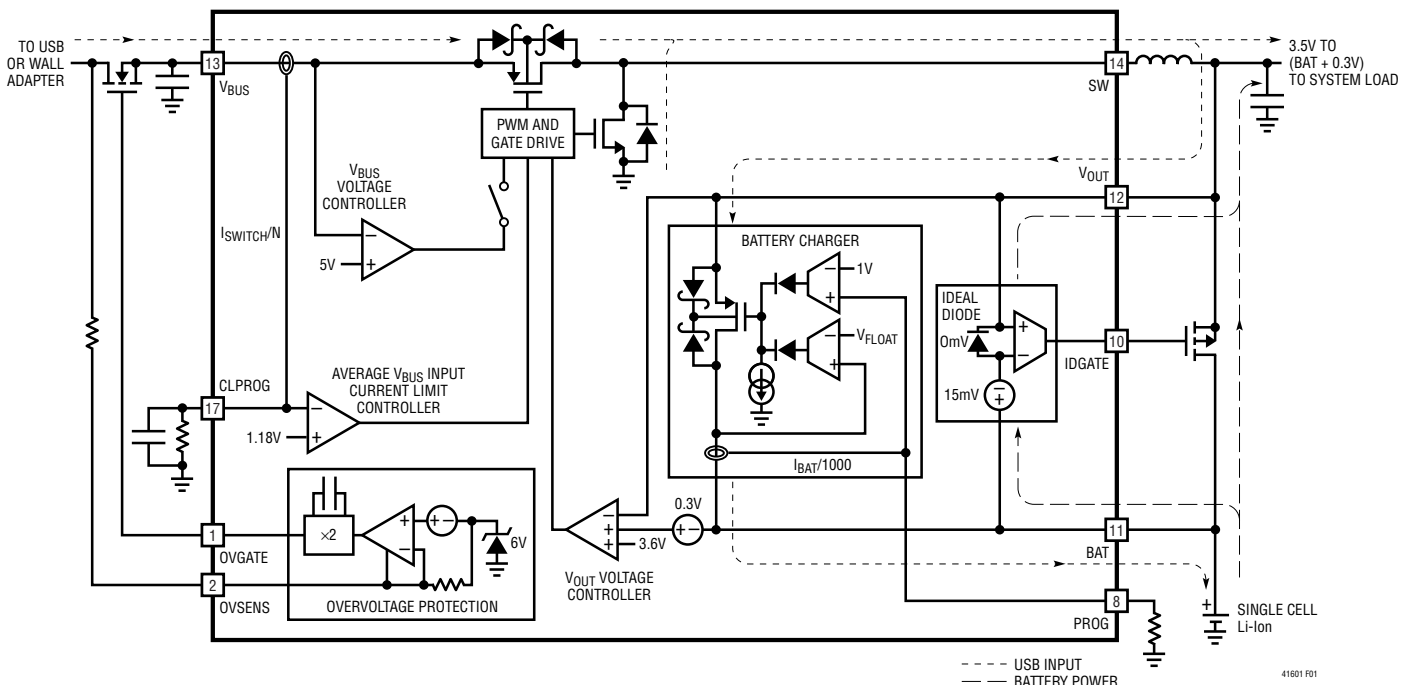 TO USB
OR WALL
ADAPTER
13
VBUS
14
SW
3.5V TO
(BAT + 0.3V)
TO SYSTEM LOAD
PWM AND
GATE DRIVE
VBUS
VOLTAGE
CONTROLLER
ISWITCH/N
5V
−
+
VOUT
12
BATTERY CHARGER
−
1V
+
−
VFLOAT
+
IDEAL
DIODE
0mV
+
−
15mV
−
+
10
IDGATE
CLPROG
17
AVERAGE VBUS INPUT
CURRENT LIMIT
CONTROLLER
−
1.18V
+
IBAT/1000
0.3V
+ −
−
+
+
3.6V
VOUT VOLTAGE
CONTROLLER
11
BAT
1
OVGATE
×2
+
−
+ −
6V
2
OVSENS
OVERVOLTAGE PROTECTION
8
PROG
+
SINGLE CELL
Li-Ion
USB INPUT
BATTERY POWER
41601 F01